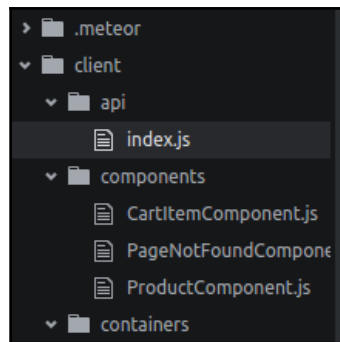 .meteor
client
api
index.js
components
CartItemComponent.js
PageNotFoundCompone
ProductComponent.js
containers